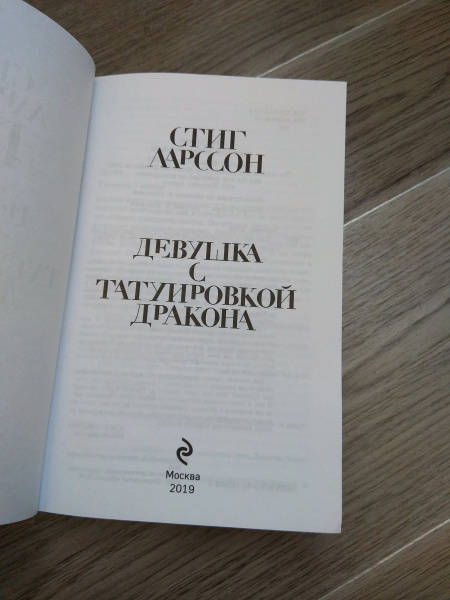 СТИГ
ЛАРССОН
ДЕВУШКА
С
ТАТУИРОВКОЙ
ДРАКОНА
Москва
2019